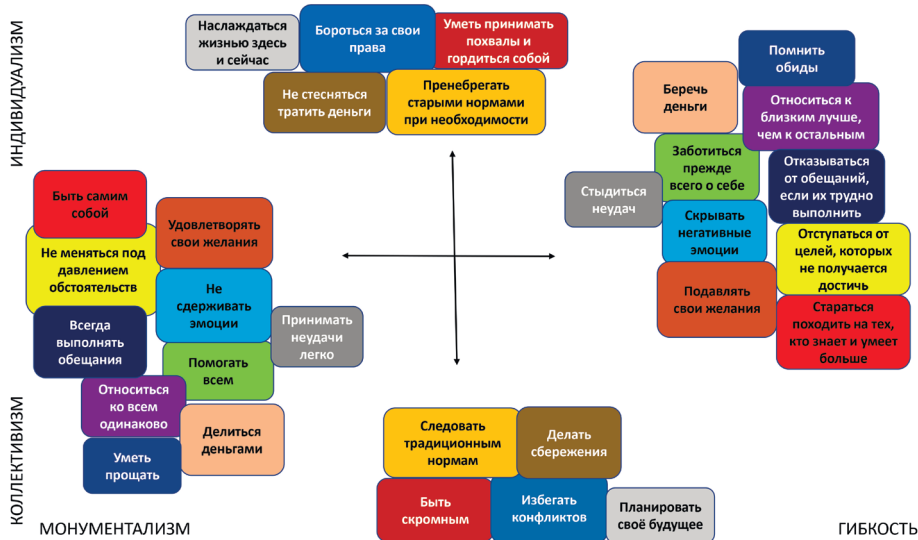 ИНДИВИДУАЛИЗМ
Наслаждаться
жизнью здесь
и сейчас
Бороться за свои
права
Уметь принимать
похвалы и
гордиться собой
Не стесняться
тратить деньги
Пренебрегать
старыми нормами
при необходимости
Помнить
обиды
Беречь
деньги
Относиться к
близким лучше,
чем к остальным
Заботиться
прежде
всего о себе
Отказываться
от обещаний,
если их трудно
выполнить
Стыдиться
неудач
Скрывать
негативные
эмоции
Отступаться от
целей, которых
не получается
достичь
Подавлять
свои желания
Стараться
походить на тех,
кто знает и умеет
больше
Быть самим
собой
Удовлетворять
свои желания
Не меняться под
давлением
обстоятельств
Не
сдерживать
эмоции
Всегда
выполнять
обещания
Принимать
неудачи
легко
Помогать
всем
Относиться
ко всем
одинаково
Делиться
деньгами
Уметь
прощать
Следовать
традиционным
нормам
Делать
сбережения
Быть
скромным
Избегать
конфликтов
Планировать
своё будущее
КОЛЛЕКТИВИЗМ
МОНУМЕНТАЛИЗМ
ГИБКОСТЬ